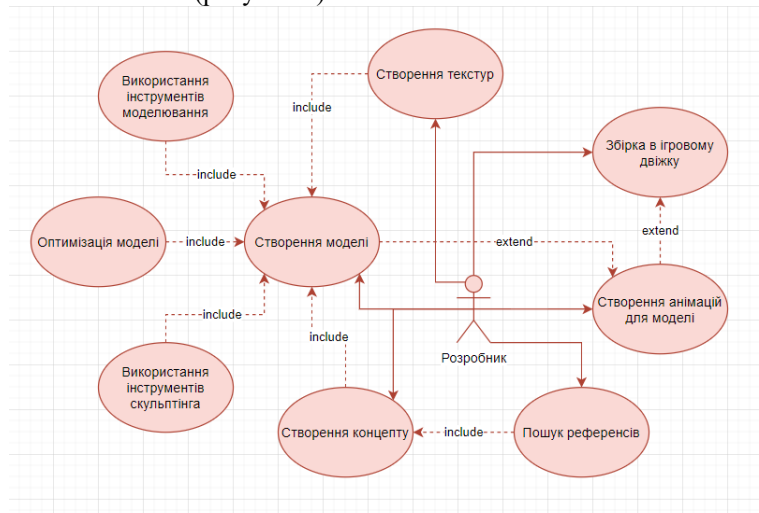 Використання
інструментів
моделювання
Створення текстур
include
Збірка в ігровому
двіжку
include
Оптимізація моделі
include
Створення моделі
extend
extend
Створення анімацій
для моделі
include
include
Розробник
Використання
інструментів
скульптінга
Створення концепту
include
Пошук референсів